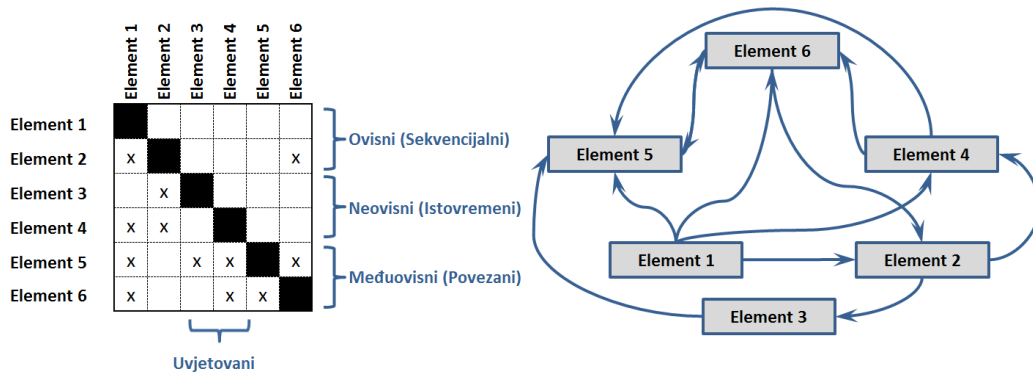 Element 1
Element 2
Element 3
Element 4
Element 5
Element 6
Element 1
Element 2 x x
Element 3 x
Element 4 x x
Element 5 x x x x
Element 6 x x x
Ovisni (Sekvencijalni)
Neovisni (Istovremeni)
Međuovisni (Povezani)
Uvjetovani
Element 6
Element 5
Element 4
Element 1
Element 2
Element 3